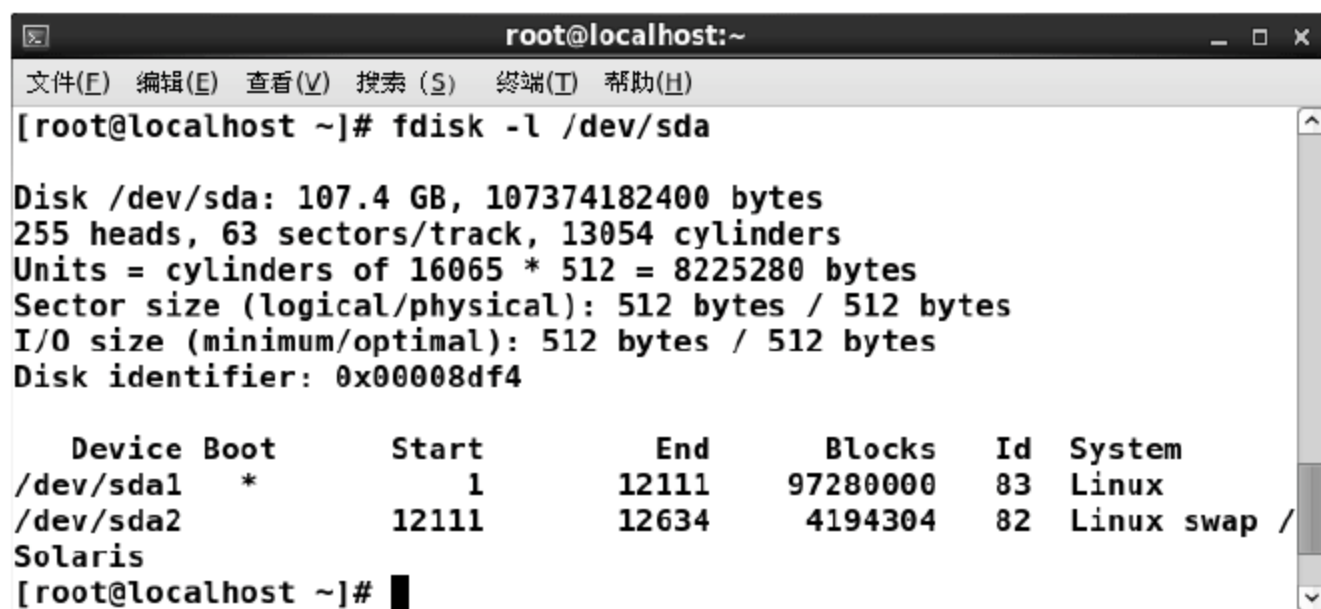 root@localhost:~
文件(F) 编辑(E) 查看(V) 搜索 (S) 终端(T) 帮助(H)
[root@localhost ~]# fdisk -l /dev/sda
Disk /dev/sda: 107.4 GB, 107374182400 bytes
255 heads, 63 sectors/track, 13054 cylinders
Units = cylinders of 16065 * 512 = 8225280 bytes
Sector size (logical/physical): 512 bytes / 512 bytes
I/O size (minimum/optimal): 512 bytes / 512 bytes
Disk identifier: 0x00008df4
Device Boot Start End Blocks Id System
/dev/sda1 * 1 12111 97280000 83 Linux
/dev/sda2 12111 12634 4194304 82 Linux swap /
Solaris
[root@localhost ~]#